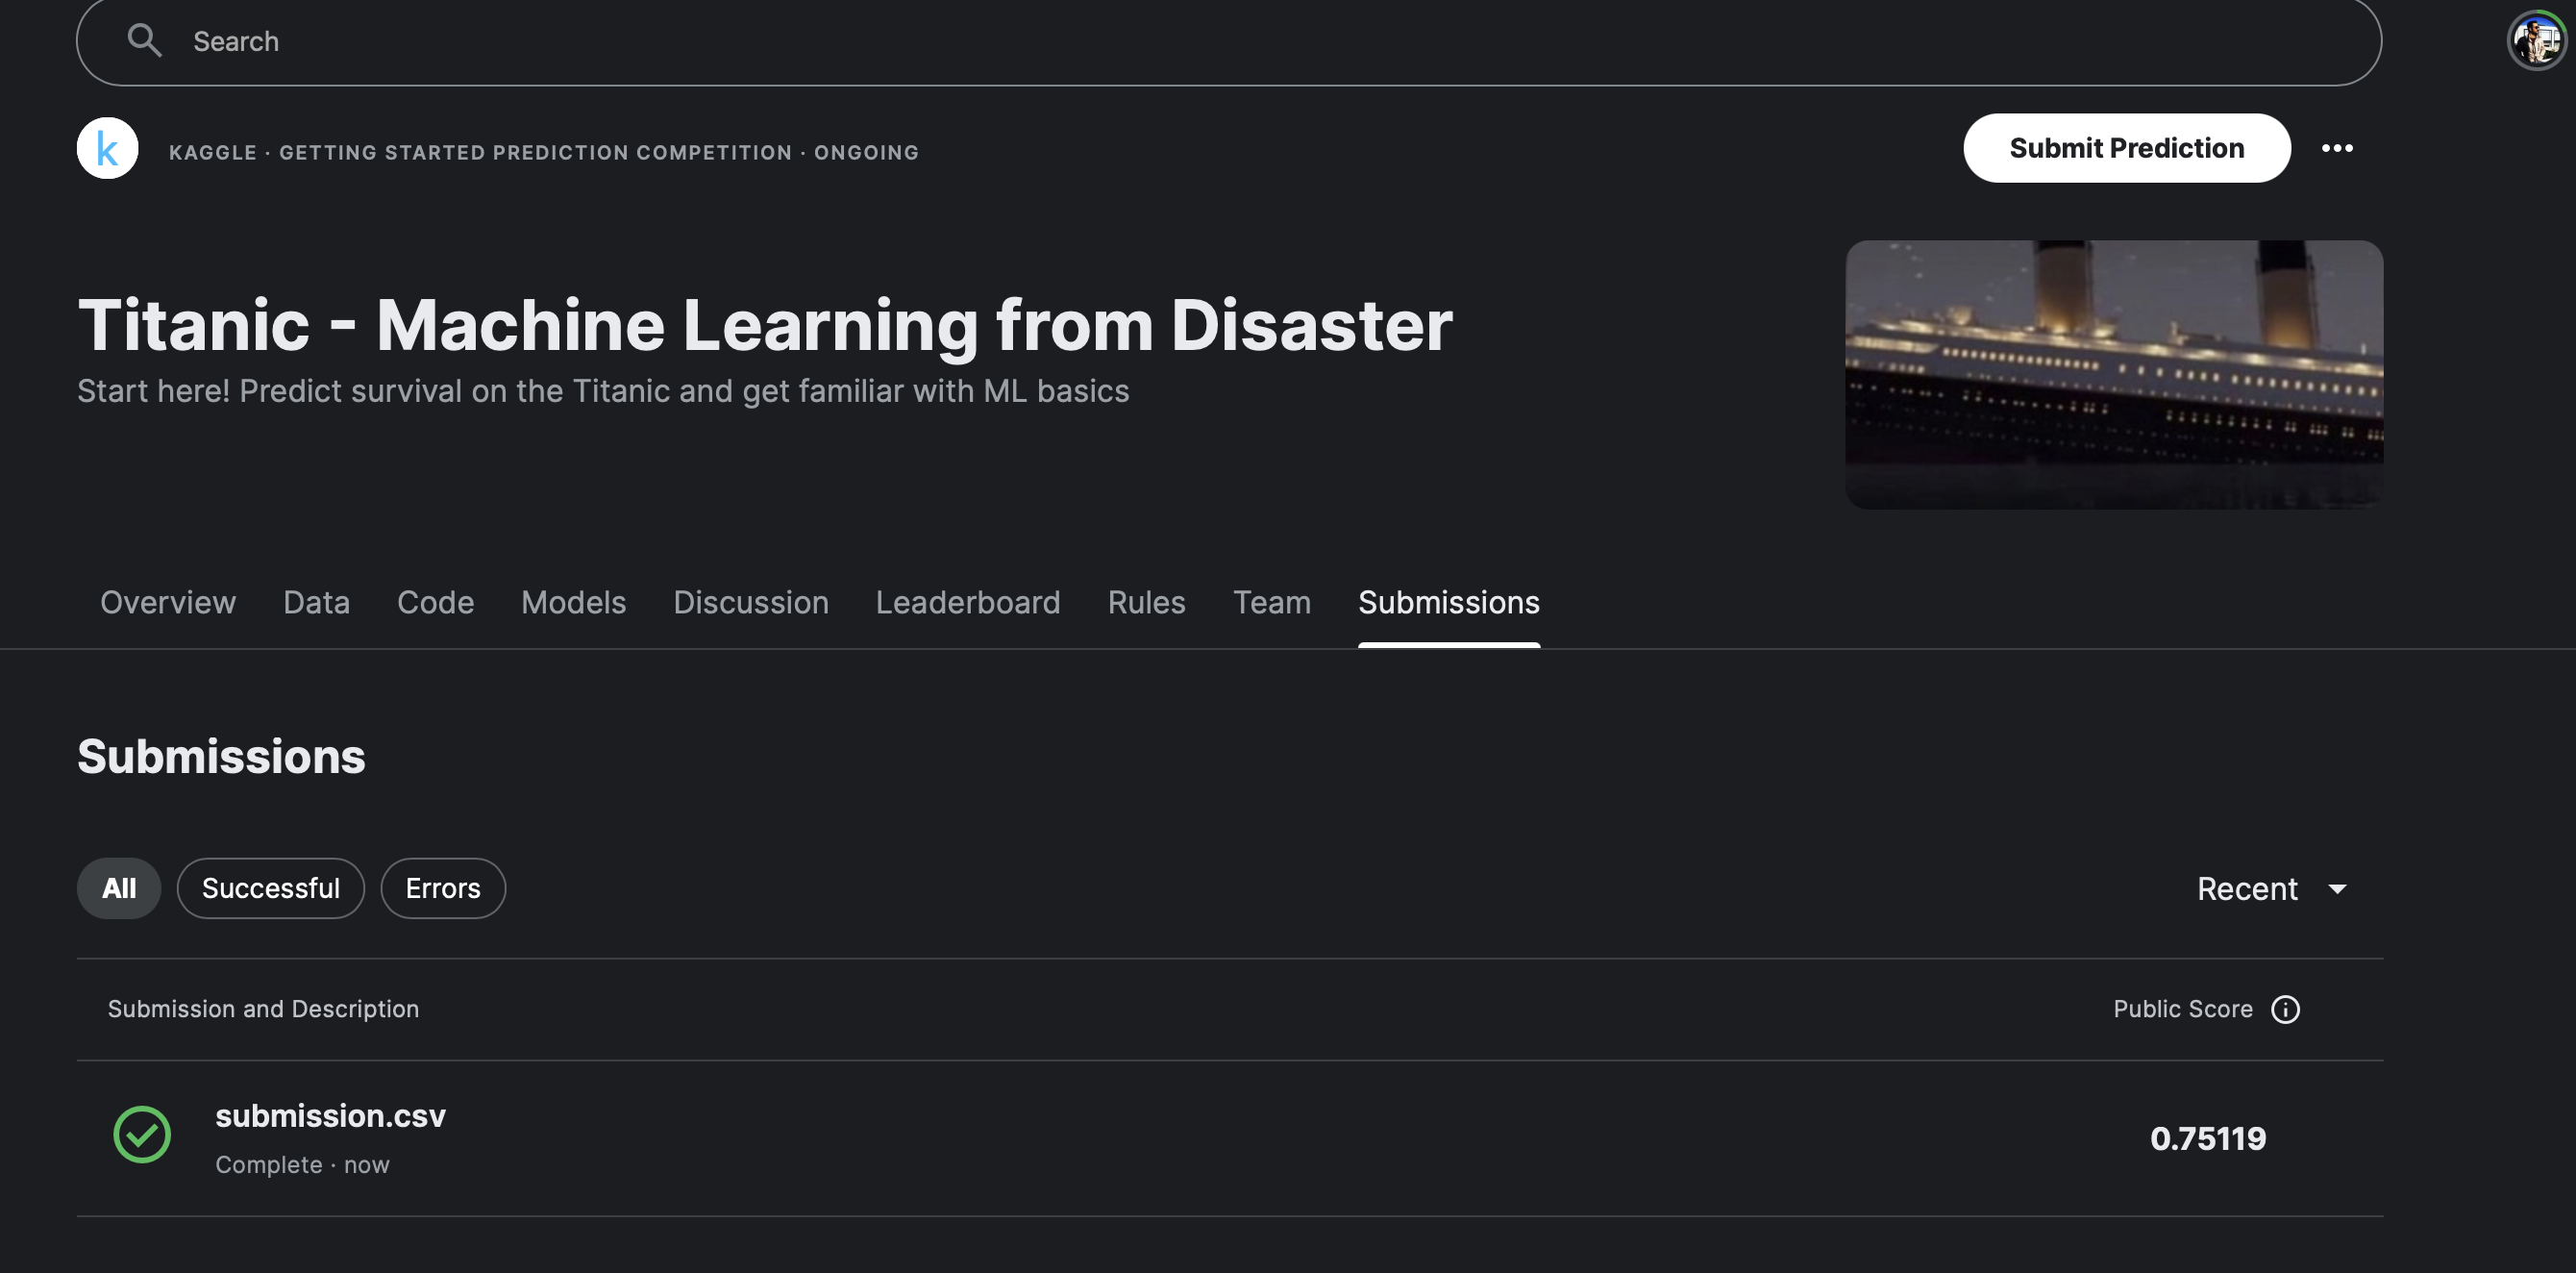 Search
k
KAGGLE · GETTING STARTED PREDICTION COMPETITION · ONGOING
Submit Prediction
Titanic - Machine Learning from Disaster
Start here! Predict survival on the Titanic and get familiar with ML basics
Overview Data Code Models Discussion Leaderboard Rules Team Submissions
Submissions
All Successful Errors Recent
Submission and Description Public Score
submission.csv
Complete · now
0.75119